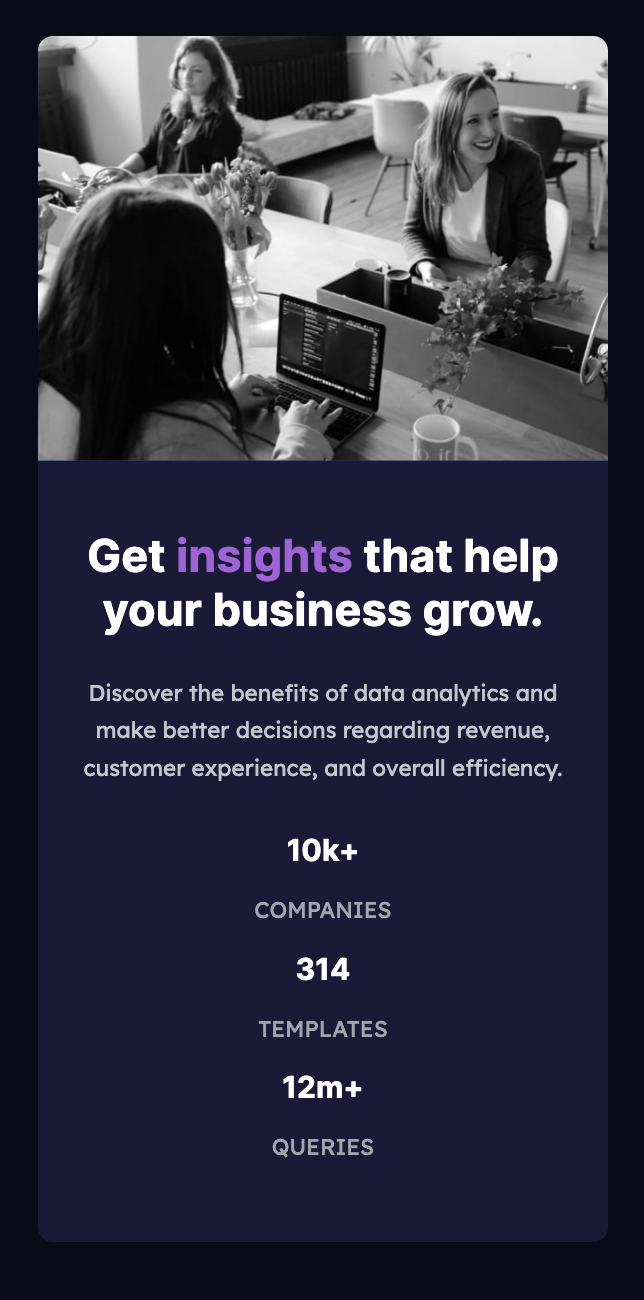 Get insights that help
your business grow.
Discover the benefits of data analytics and
make better decisions regarding revenue,
customer experience, and overall efficiency.
10k+
COMPANIES
314
TEMPLATES
12m+
QUERIES